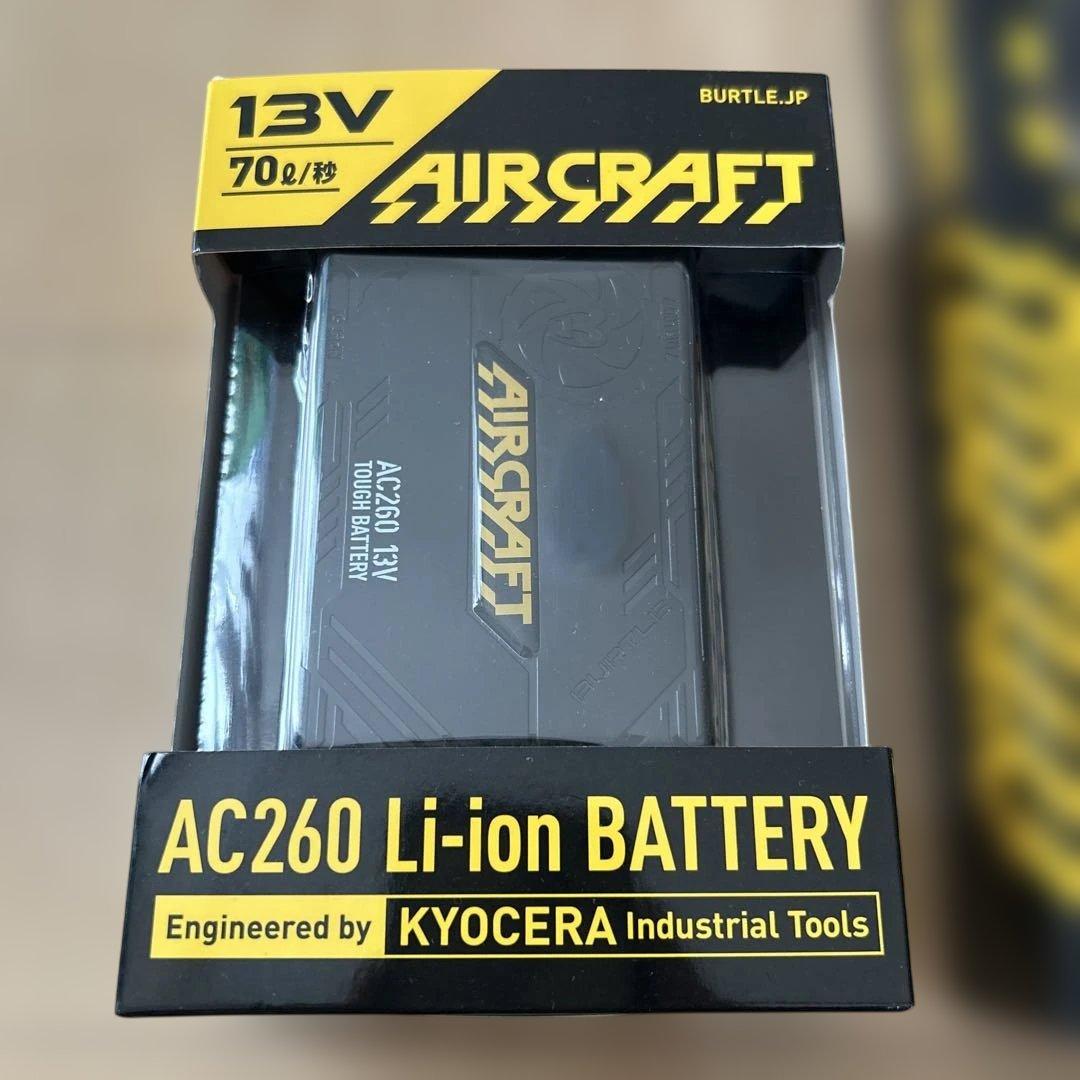 13V
70ℓ/秒
BURTLE.JP
AIRCRAFT
AIRCRAFT
AC260 13V
TOUGH BATTERY
BURTLE
AC260 Li-ion BATTERY
Engineered by KYOCERA Industrial Tools